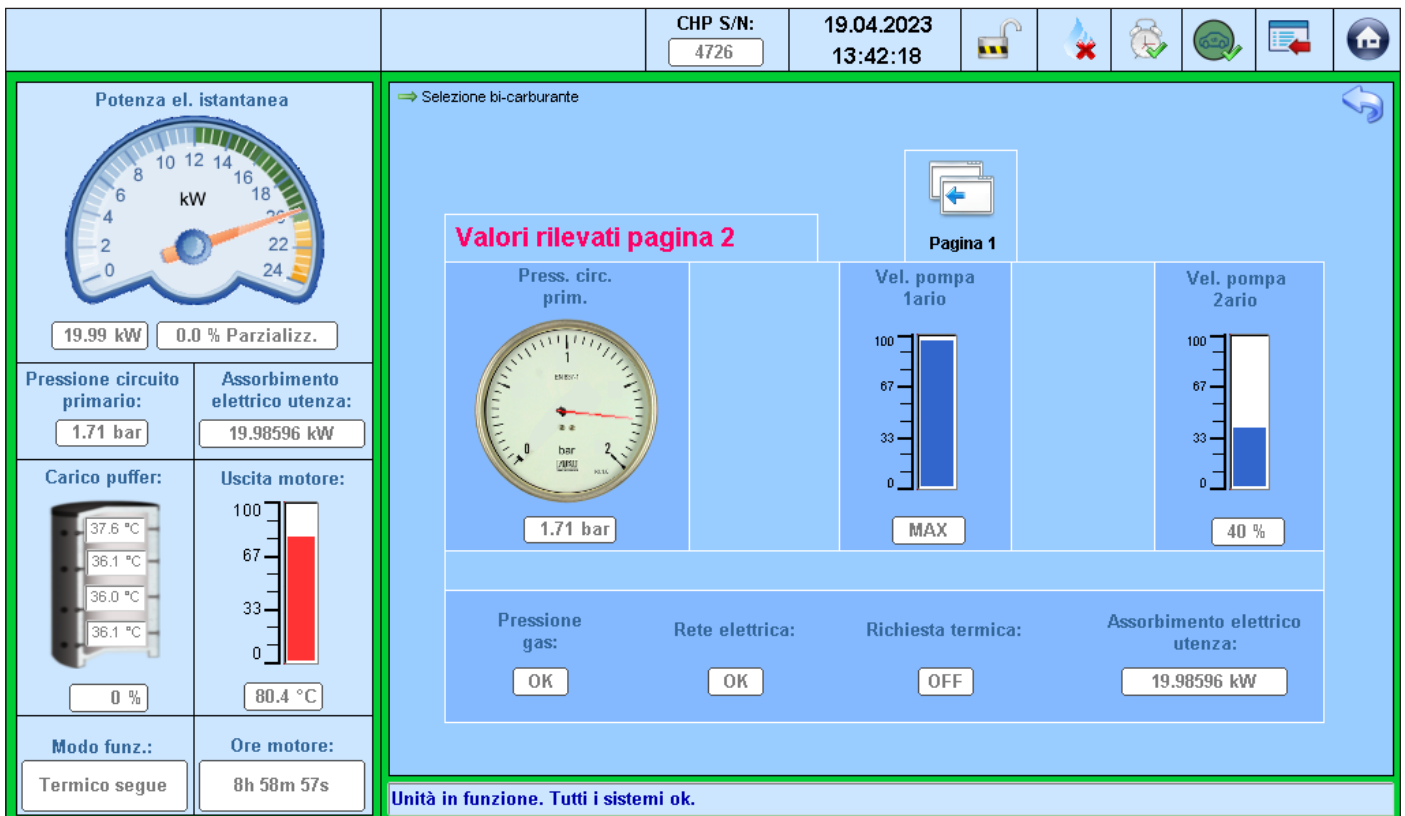 CHP S/N:
4726
19.04.2023
13:42:18
Potenza el. istantanea
0
2
4
6
8
10
12
14
16
18
20
22
24
kW
19.99 kW
0.0 % Parzializz.
Pressione circuito
primario:
1.71 bar
Assorbimento
elettrico utenza:
19.98596 kW
Carico puffer:
37.6 °C
36.1 °C
36.0 °C
36.1 °C
0 %
Uscita motore:
100
67
33
0
80.4 °C
Modo funz.:
Termico segue
Ore motore:
8h 58m 57s
Selezione bi-carburante
Pagina 1
Valori rilevati pagina 2
Press. circ.
prim.
1
0
bar
2
1.71 bar
Vel. pompa
1ario
100
67
33
0
MAX
Vel. pompa
2ario
100
67
33
0
40 %
Pressione
gas:
OK
Rete elettrica:
OK
Richiesta termica:
OFF
Assorbimento elettrico
utenza:
19.98596 kW
Unità in funzione. Tutti i sistemi ok.